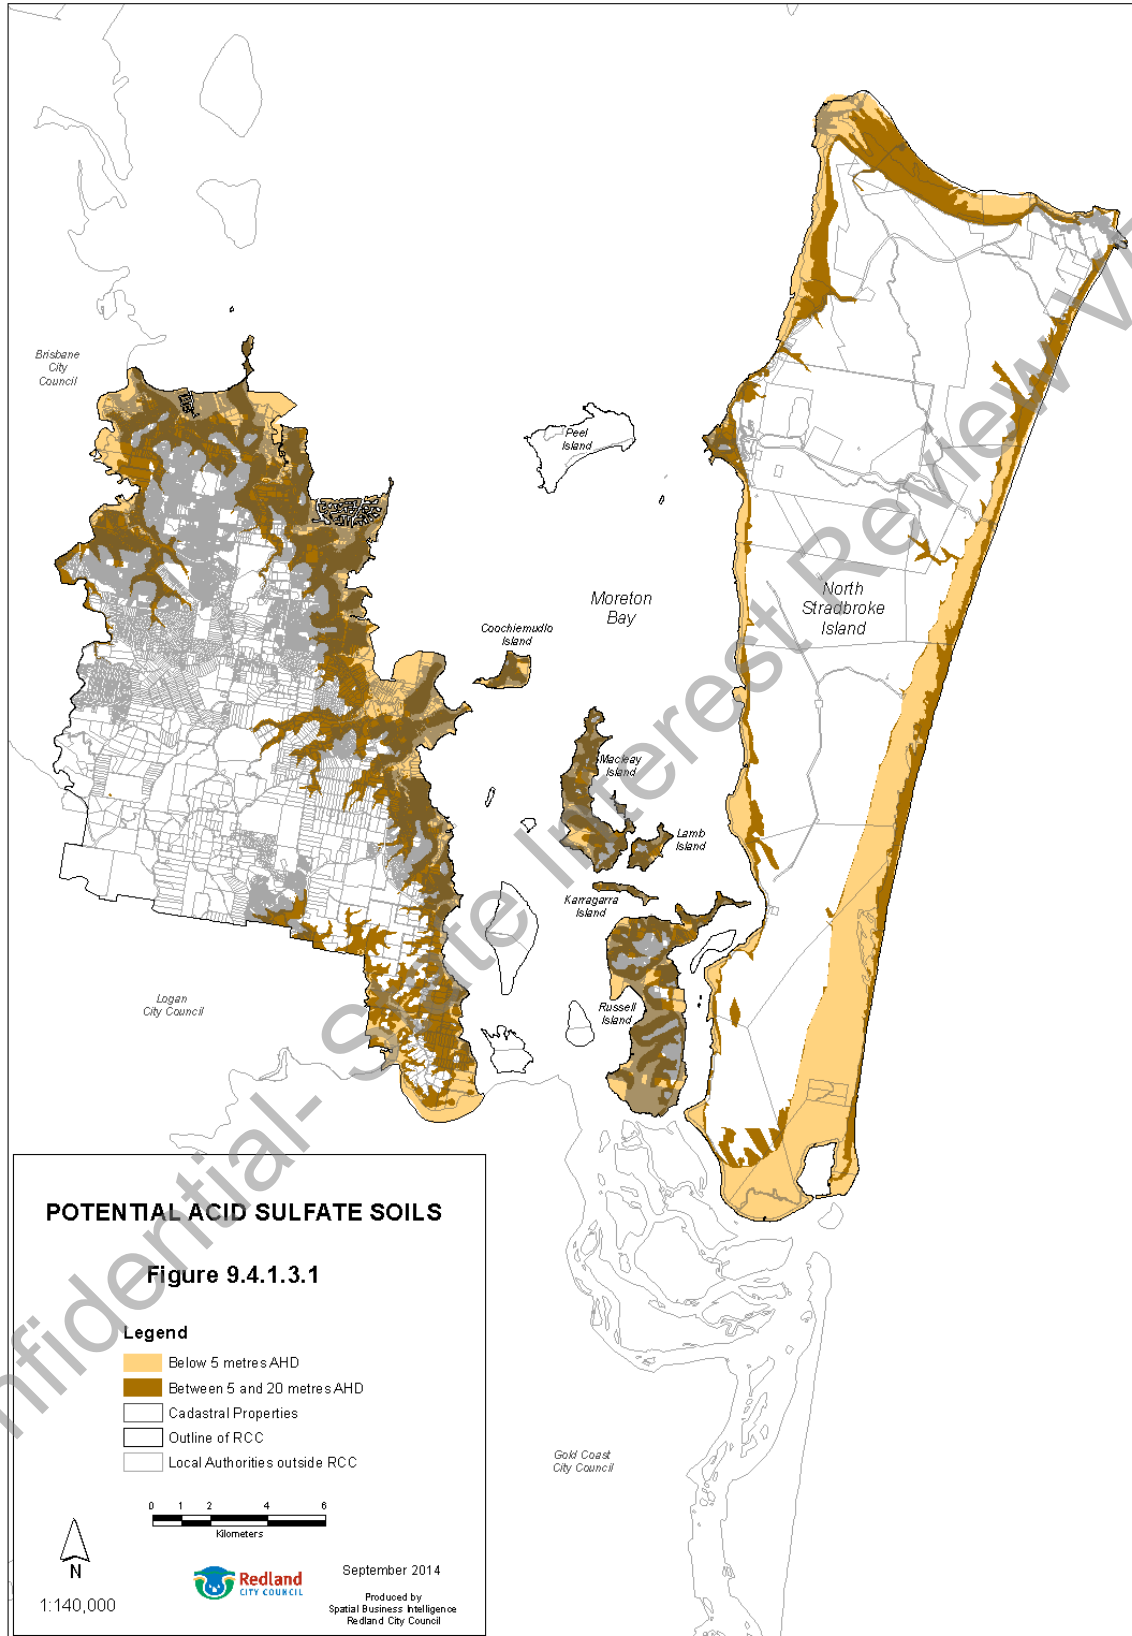 Brisbane
City
Council
Peel
Island
Moreton
Bay
North
Stradbroke
Island
Coochiemudlo
Island
Macleay
Island
Lamb
Island
Karragarra
Island
Russell
Island
Logan
City Council
Gold Coast
City Council
Confidential- State Interest Review V
POTENTIAL ACID SULFATE SOILS
Figure 9.4.1.3.1
Legend
Below 5 metres AHD
Between 5 and 20 metres AHD
Cadastral Properties
Outline of RCC
Local Authorities outside RCC
0 1 2 4 6
Kilometers
N
1:140,000
Redland
CITY COUNCIL
September 2014
Produced by
Spatial Business Intelligence
Redland City Council